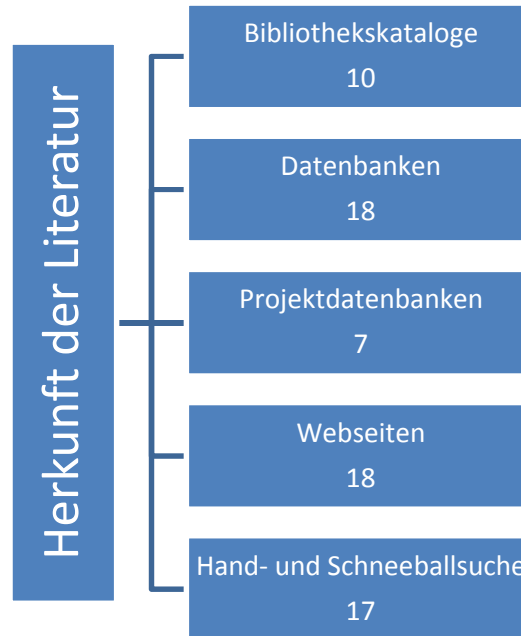 Herkunft der Literatur
Bibliothekskataloge
10
Datenbanken
18
Projektdatenbanken
7
Webseiten
18
Hand- und Schneeballsuche
17